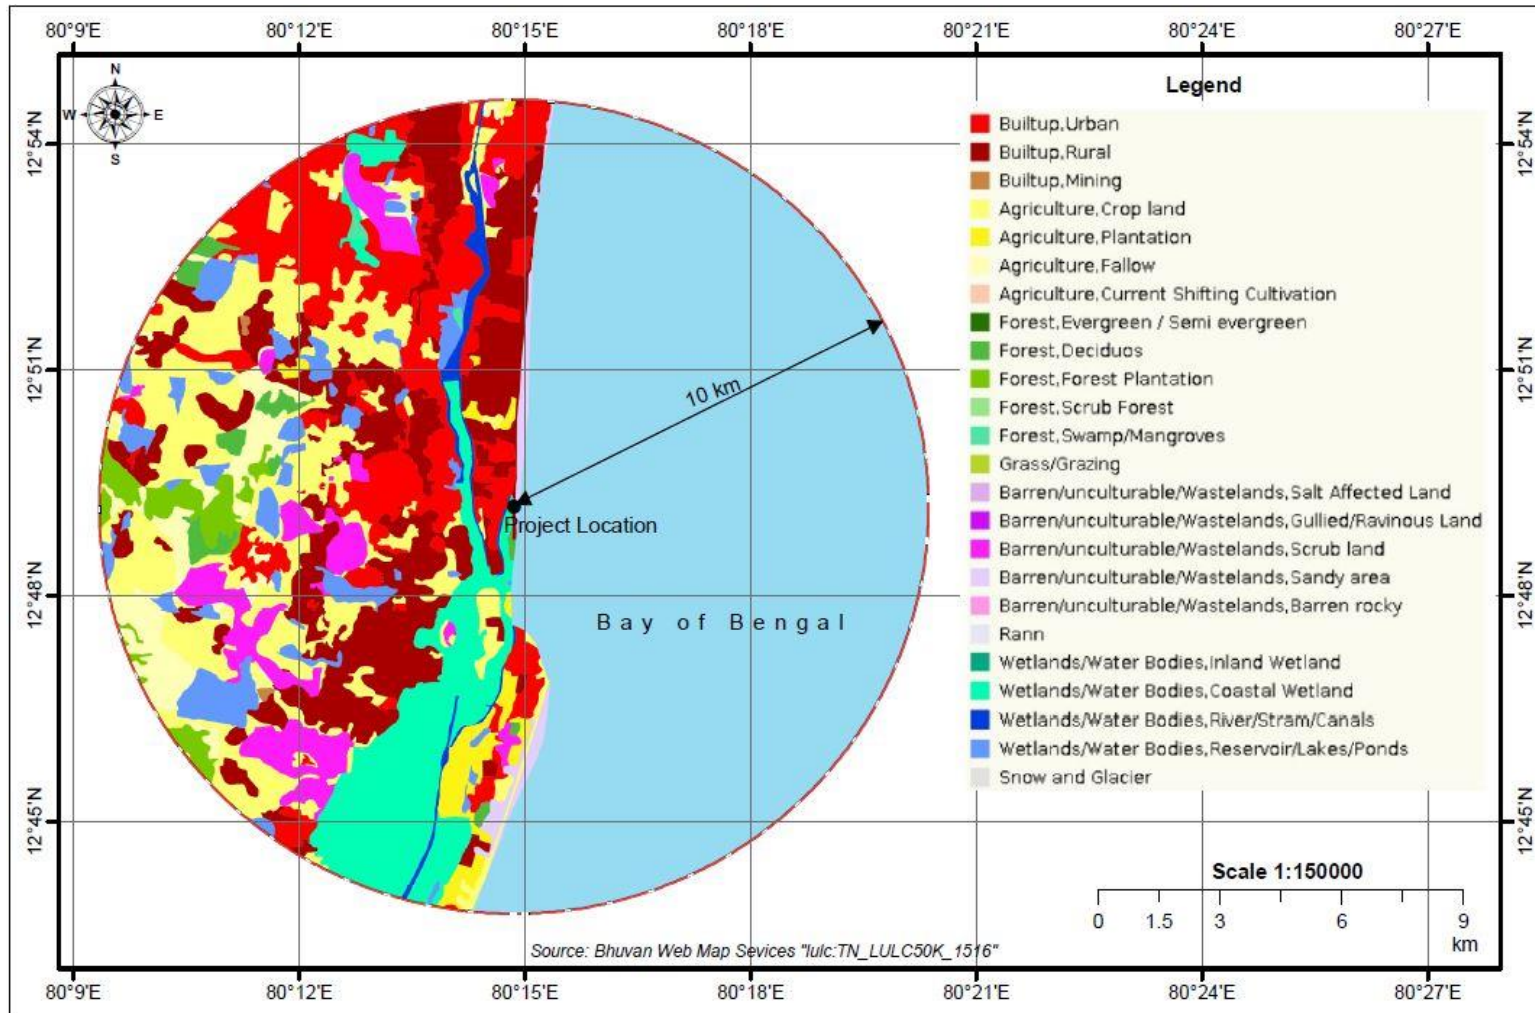 80°9'E 80°12'E 80°15'E 80°18'E 80°21'E 80°24'E 80°27'E
N
W E
S
12°54'N 12°54'N
12°51'N 12°51'N
12°48'N 12°48'N
12°45'N 12°45'N
10 km
Project Location
Bay of Bengal
Legend
Builtup,Urban
Builtup,Rural
Builtup,Mining
Agriculture,Crop land
Agriculture,Plantation
Agriculture,Fallow
Agriculture,Current Shifting Cultivation
Forest,Evergreen / Semi evergreen
Forest,Deciduos
Forest,Forest Plantation
Forest,Scrub Forest
Forest,Swamp/Mangroves
Grass/Grazing
Barren/unculturable/Wastelands,Salt Affected Land
Barren/unculturable/Wastelands,Gullied/Ravinous Land
Barren/unculturable/Wastelands,Scrub land
Barren/unculturable/Wastelands,Sandy area
Barren/unculturable/Wastelands,Barren rocky
Rann
Wetlands/Water Bodies,Inland Wetland
Wetlands/Water Bodies,Coastal Wetland
Wetlands/Water Bodies,River/Stram/Canals
Wetlands/Water Bodies,Reservoir/Lakes/Ponds
Snow and Glacier
Scale 1:150000
0 1.5 3 6 9
km
Source: Bhuvan Web Map Sevices "lulc:TN_LULC50K_1516"
80°9'E 80°12'E 80°15'E 80°18'E 80°21'E 80°24'E 80°27'E